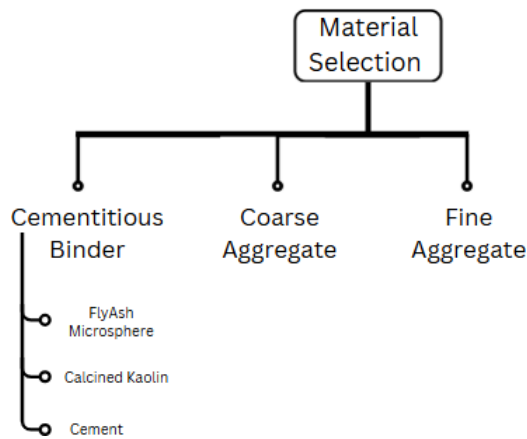 Material
Selection
Cementitious
Binder
Coarse
Aggregate
Fine
Aggregate
FlyAsh
Microsphere
Calcined Kaolin
Cement